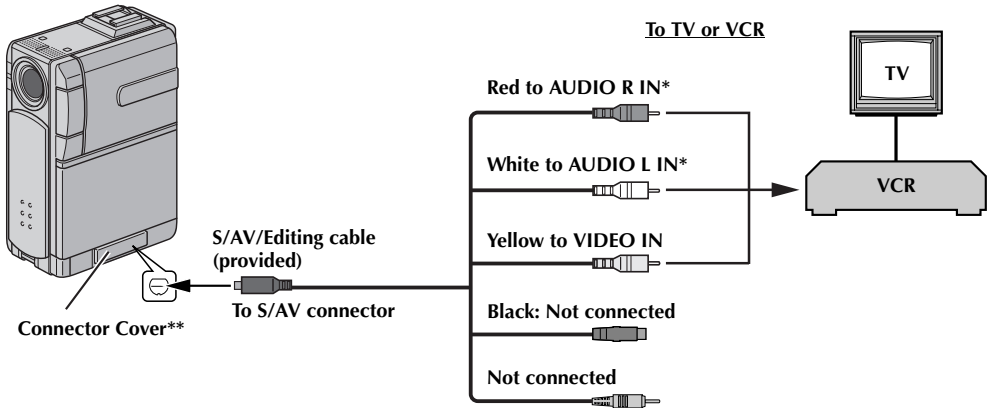 To TV or VCR
TV
Red to AUDIO R IN*
White to AUDIO L IN*
VCR
Yellow to VIDEO IN
S/AV/Editing cable
(provided)
To S/AV connector
Black: Not connected
Connector Cover**
Not connected